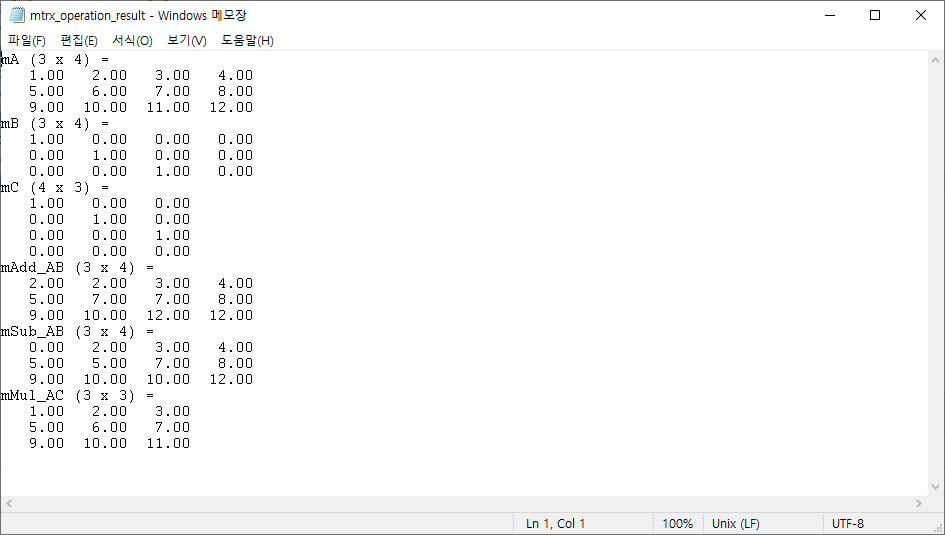 mtrx_operation_result - Windows 메모장
파일(F) 편집(E) 서식(O) 보기(V) 도움말(H)
mA (3 x 4) =
1.00 2.00 3.00 4.00
5.00 6.00 7.00 8.00
9.00 10.00 11.00 12.00
mB (3 x 4) =
1.00 0.00 0.00 0.00
0.00 1.00 0.00 0.00
0.00 0.00 1.00 0.00
mC (4 x 3) =
1.00 0.00 0.00
0.00 1.00 0.00
0.00 0.00 1.00
0.00 0.00 0.00
mAdd_AB (3 x 4) =
2.00 2.00 3.00 4.00
5.00 7.00 7.00 8.00
9.00 10.00 12.00 12.00
mSub_AB (3 x 4) =
0.00 2.00 3.00 4.00
5.00 5.00 7.00 8.00
9.00 10.00 10.00 12.00
mMul_AC (3 x 3) =
1.00 2.00 3.00
5.00 6.00 7.00
9.00 10.00 11.00
Ln 1, Col 1 100% Unix (LF) UTF-8